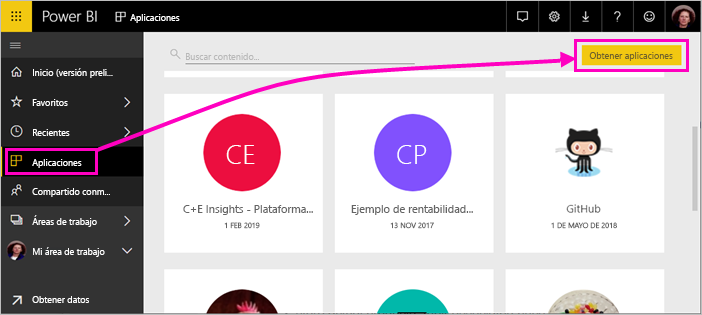 Power BI
Aplicaciones
Buscar contenido...
Obtener aplicaciones
Inicio (versión preli...
Favoritos
Recientes
Aplicaciones
Compartido conm...
Áreas de trabajo
Mi área de trabajo
Obtener datos
CE
C+E Insights - Plataforma...
1 FEB 2019
CP
Ejemplo de rentabilidad...
13 NOV 2017
GitHub
1 DE MAYO DE 2018